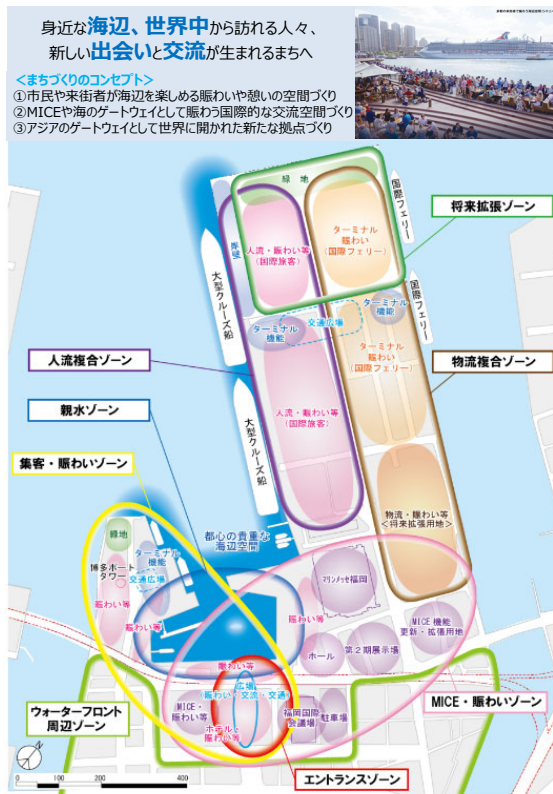 身近な海辺、世界中から訪れる人々、
新しい出会いと交流が生まれるまちへ
<まちづくりのコンセプト>
①市民や来街者が海辺を楽しめる賑わいや憩いの空間づくり
②MICEや海のゲートウェイとして賑わう国際的な交流空間づくり
③アジアのゲートウェイとして世界に開かれた新たな拠点づくり
緑地
国際フェリー
将来拡張ゾーン
岸壁
人流・賑わい等
(国際旅客)
ターミナル
賑わい
(国際フェリー)
大型クルーズ船
国際フェリー
ターミナル
機能
交通広場
ターミナル
機能
ターミナル
賑わい
(国際フェリー)
人流複合ゾーン
物流複合ゾーン
親水ゾーン
人流・賑わい等
(国際旅客)
大型クルーズ船
集客・賑わいゾーン
物流・賑わい等
<将来拡張用地>
都心の貴重な
海辺空間
緑地
ターミナル
機能
博多ポート
タワー
交通広場
マリンメッセ福岡
賑わい等
賑わい等
賑わい等
MICE機能
更新・拡張用地
ホール
第2期展示場
賑わい等
広場
(賑わい・交流・交通)
ウォーターフロント
周辺ゾーン
MICE・
賑わい等
福岡国際
会議場
駐車場
MICE・賑わいゾーン
ホテル・
賑わい等
エントランスゾーン
N
0 100 200 400